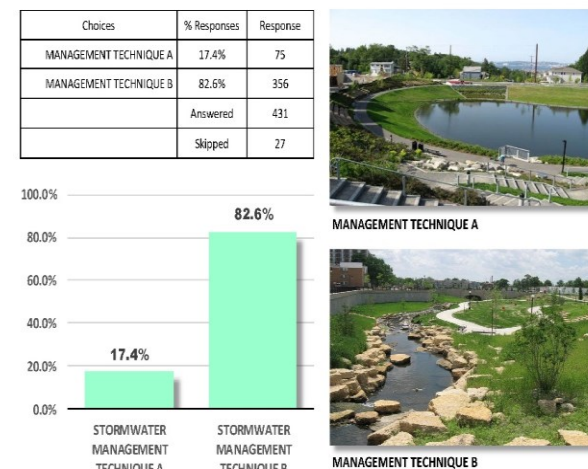 Choices % Responses Response
MANAGEMENT TECHNIQUE A 17.4% 75
MANAGEMENT TECHNIQUE B 82.6% 356
Answered 431
Skipped 27
MANAGEMENT TECHNIQUE A
100.0%
80.0%
60.0%
40.0%
20.0%
0.0%
17.4%
82.6%
STORMWATER MANAGEMENT TECHNIQUE A
STORMWATER MANAGEMENT TECHNIQUE B
MANAGEMENT TECHNIQUE B